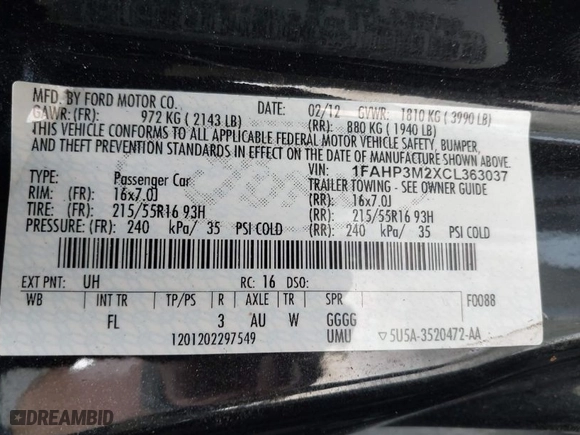 MFD. BY FORD MOTOR CO. DATE: 02/12 GVWR: 1810 KG ( 3990 LB)
GAWR: (FR): 972 KG ( 2143 LB) (RR): 880 KG ( 1940 LB)
THIS VEHICLE CONFORMS TO ALL APPLICABLE FEDERAL MOTOR VEHICLE SAFETY, BUMPER,
AND THEFT PREVENTION STANDARDS IN EFFECT ON THE DATE OF MANUFACTURE SHOWN ABOVE.
VIN: 1FAHP3M2XCL363037
TYPE: Passenger Car TRAILER TOWING - SEE OWNER GUIDE
RIM: (FR): 16x7.0J (RR): 16x7.0J
TIRE: (FR): 215/55R16 93H (RR): 215/55R16 93H
PRESSURE: (FR): 240 kPa/ 35 PSI COLD (RR): 240 kPa/ 35 PSI COLD
EXT PNT: UH RC: 16 DSO:
WB INT TR TP/PS R AXLE TR SPR F0088
FL 3 AU W GGGG
1201202297549 UMU ▽5U5A-3520472-AA
DREAMBID